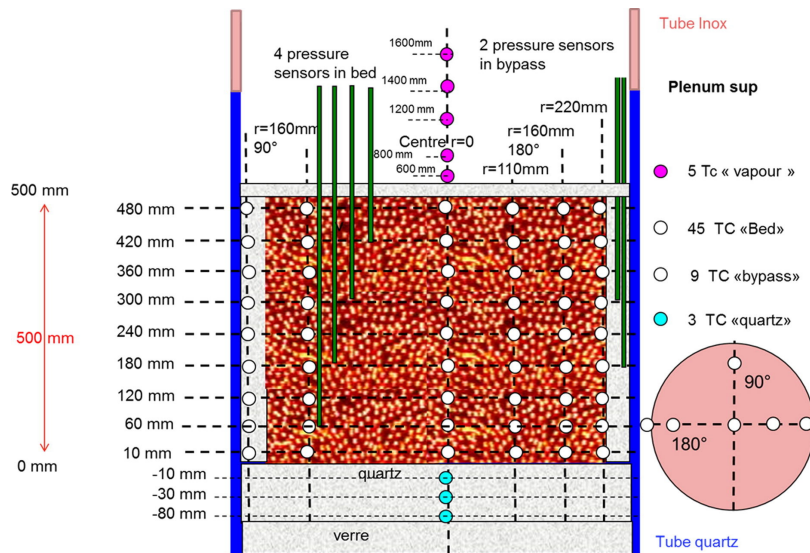 Tube Inox
1600mm
4 pressure
sensors in bed
2 pressure sensors
in bypass
1400 mm
1200 mm
Plenum sup
r=220mm
r=160mm
90°
Centre r=0
r=160mm
180°
800 mm
r=110mm
600 mm
5 Tc « vapour »
500 mm
480 mm
45 TC «Bed»
420 mm
360 mm
9 TC «bypass»
300 mm
3 TC «quartz»
500 mm
240 mm
180 mm
90°
120 mm
60 mm
180°
0 mm
10 mm
-10 mm
quartz
-30 mm
-80 mm
verre
Tube quartz